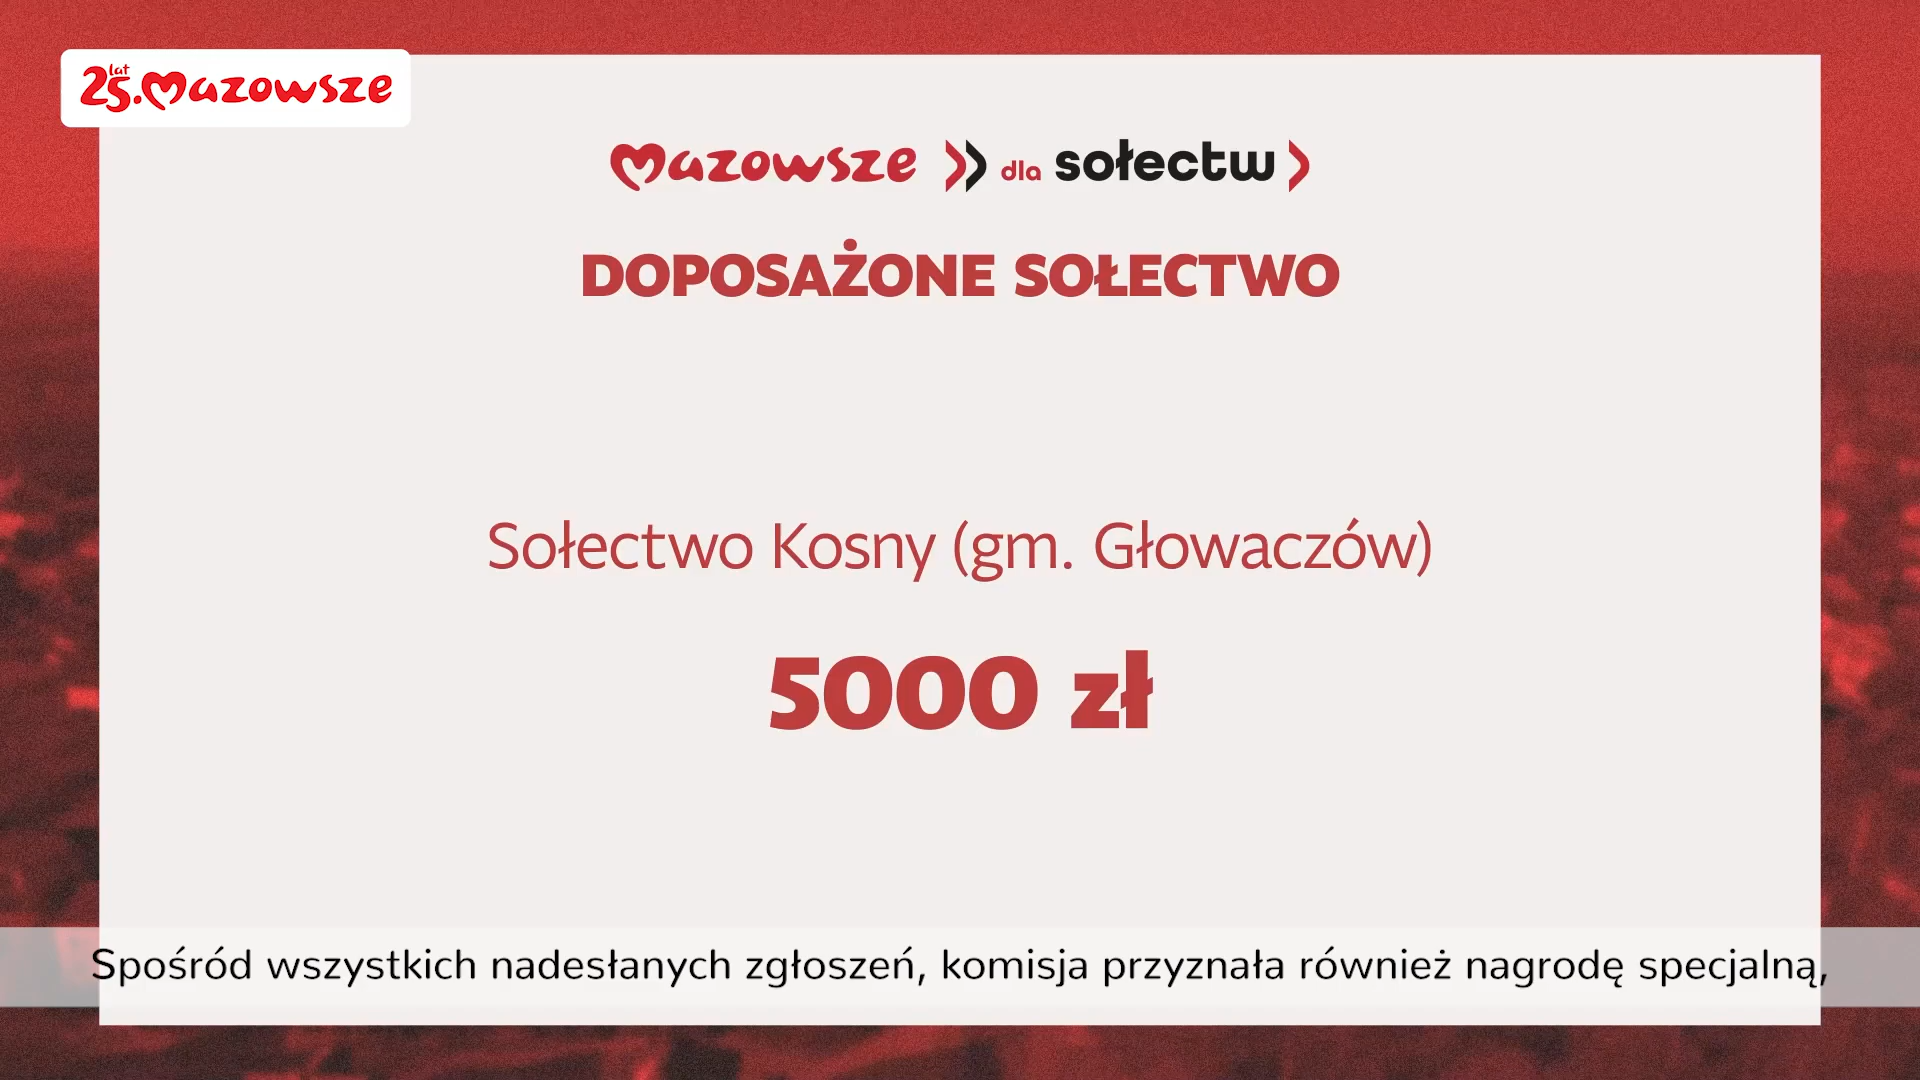 25 lat. Mazowsze
Mazowsze dla sołectw
DOPOSAŻONE SOŁECTWO
Sołectwo Kosny (gm. Głowaczów)
5000 zł
Spośród wszystkich nadesłanych zgłoszeń, komisja przyznała również nagrodę specjalną,